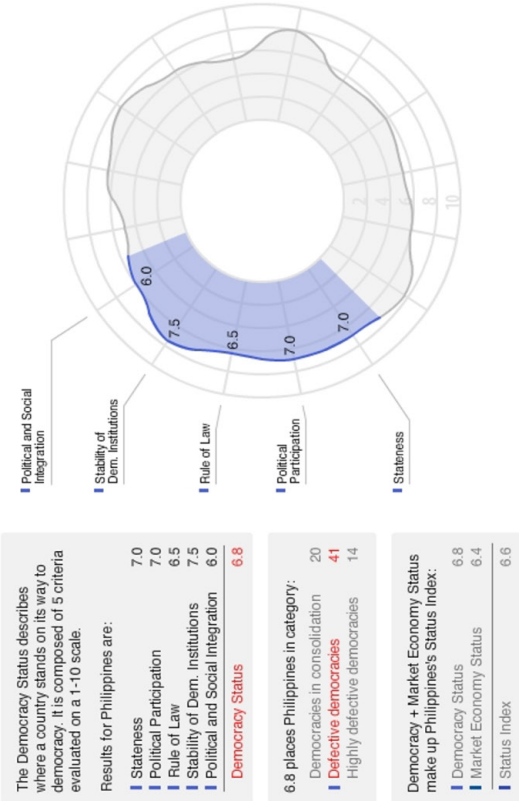 The Democracy Status describes
where a country stands on its way to
democracy. It is composed of 5 criteria
evaluated on a 1-10 scale.
Results for Philippines are:
Stateness 7.0
Political Participation 7.0
Rule of Law 6.5
Stability of Dem. Institutions 7.5
Political and Social Integration 6.0
Democracy Status 6.8
6.8 places Philippines in category:
Democracies in consolidation 20
Defective democracies 41
Highly defective democracies 14
Democracy + Market Economy Status
make up Philippines's Status Index:
Democracy Status 6.8
Market Economy Status 6.4
Status Index 6.6
Political and Social
Integration
Stability of
Dem. Institutions
Rule of Law
Political
Participation
Stateness
6.0
7.5
6.5
7.0
7.0
2
4
6
8
10